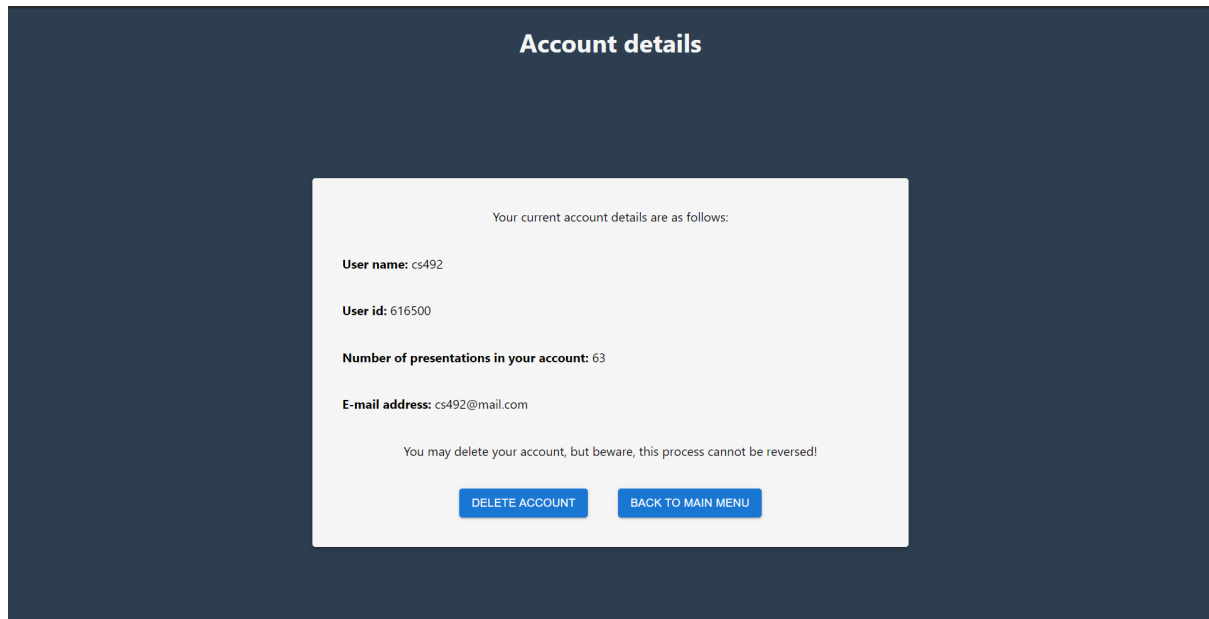 Account details
Your current account details are as follows:
User name: cs492
User id: 616500
Number of presentations in your account: 63
E-mail address: cs492@mail.com
You may delete your account, but beware, this process cannot be reversed!
DELETE ACCOUNT BACK TO MAIN MENU